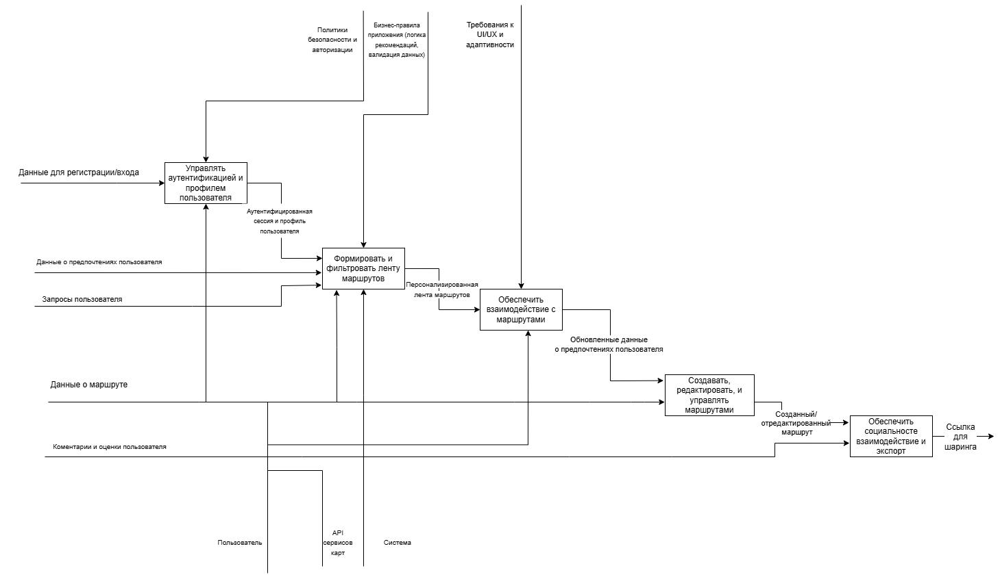 Политики
безопасности и
авторизации
Бизнес-правила
приложения (логика
рекомендаций,
валидация данных)
Требования к
UI/UX и
адаптивности
Данные для регистрации/входа
Управлять
аутентификацией и
профилем
пользователя
Аутентифицированная
сессия и профиль
пользователя
Данные о предпочтениях пользователя
Запросы пользователя
Формировать и
фильтровать ленту
маршрутов
Персонализированная
лента маршрутов
Обеспечить
взаимодействие с
маршрутами
Обновленные данные
о предпочтениях пользователя
Данные о маршруте
Создавать,
редактировать, и
управлять
маршрутами
Созданный/
отредактированный
маршрут
Обеспечить
социальносте
взаимодействие и
экспорт
Ссылка
для
шаринга
Коментарии и оценки пользователя
Пользователь
API
сервисов
карт
Система